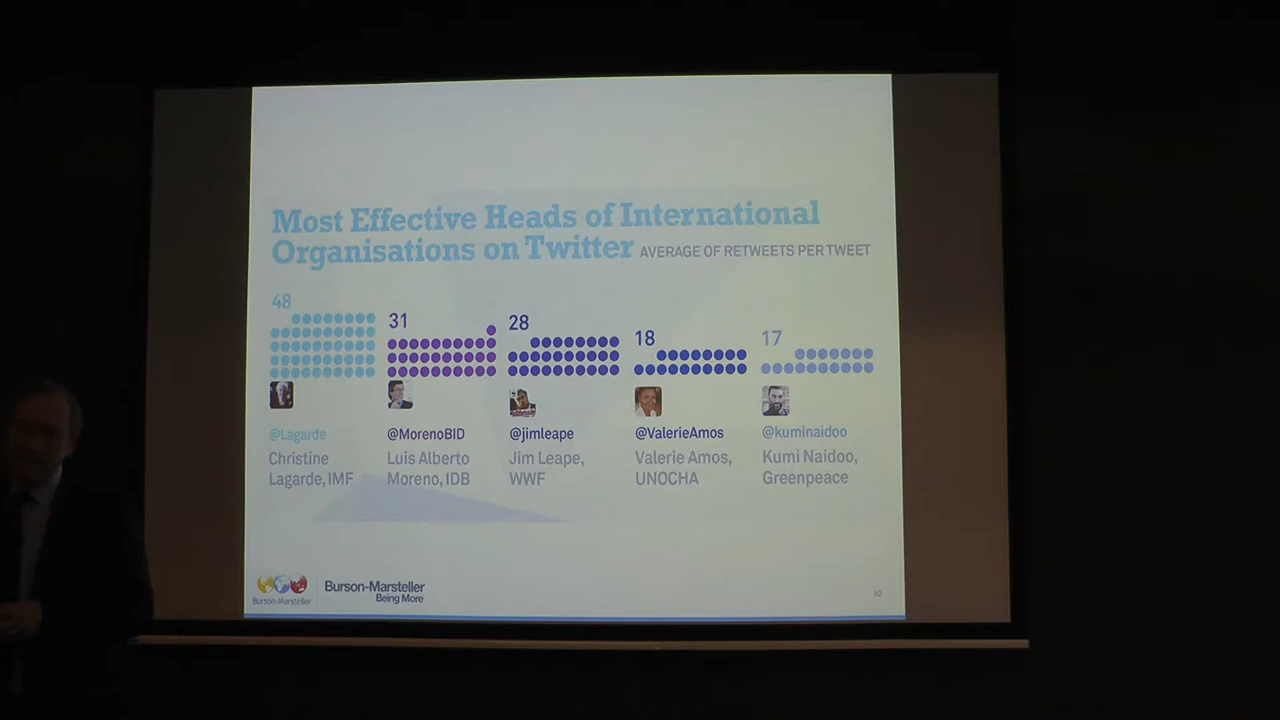 Most Effective Heads of International
Organisations on Twitter AVERAGE OF RETWEETS PER TWEET
48
31
28
18
17
@Lagarde
@MorenoBID
@jimleape
@ValerieAmos
@kuminaidoo
Christine
Lagarde, IMF
Luis Alberto
Moreno, IDB
Jim Leape,
WWF
Valerie Amos,
UNOCHA
Kumi Naidoo,
Greenpeace
Burson-Marsteller
Burson-Marsteller
Being More
10